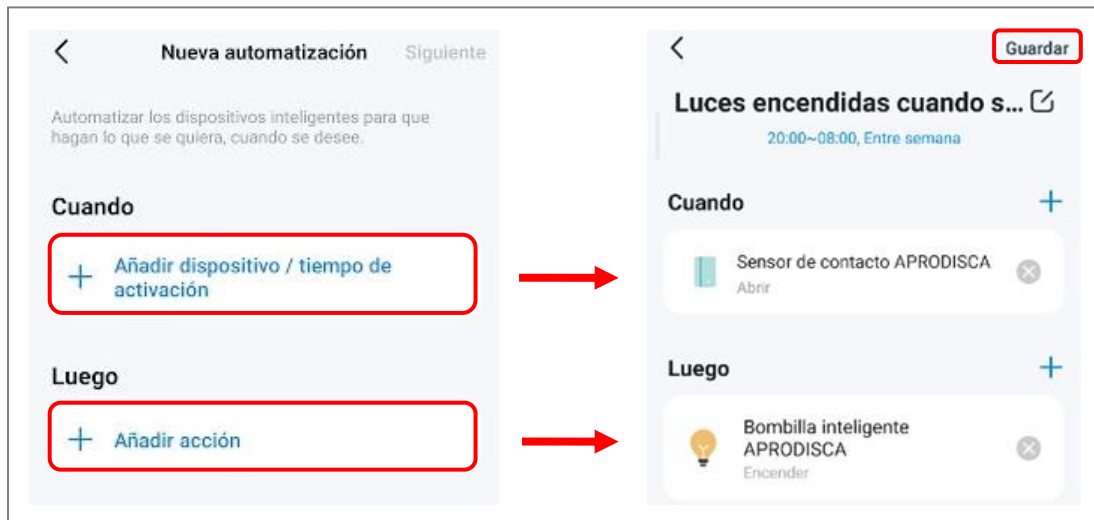 Nueva automatización Siguiente
Automatizar los dispositivos inteligentes para que
hagan lo que se quiera, cuando se desee.
Cuando
Añadir dispositivo / tiempo de
activación
Luego
Añadir acción
Guardar
Luces encendidas cuando s...
20:00~08:00, Entre semana
Cuando
Sensor de contacto APRODISCA
Abrir
Luego
Bombilla inteligente
APRODISCA
Encender